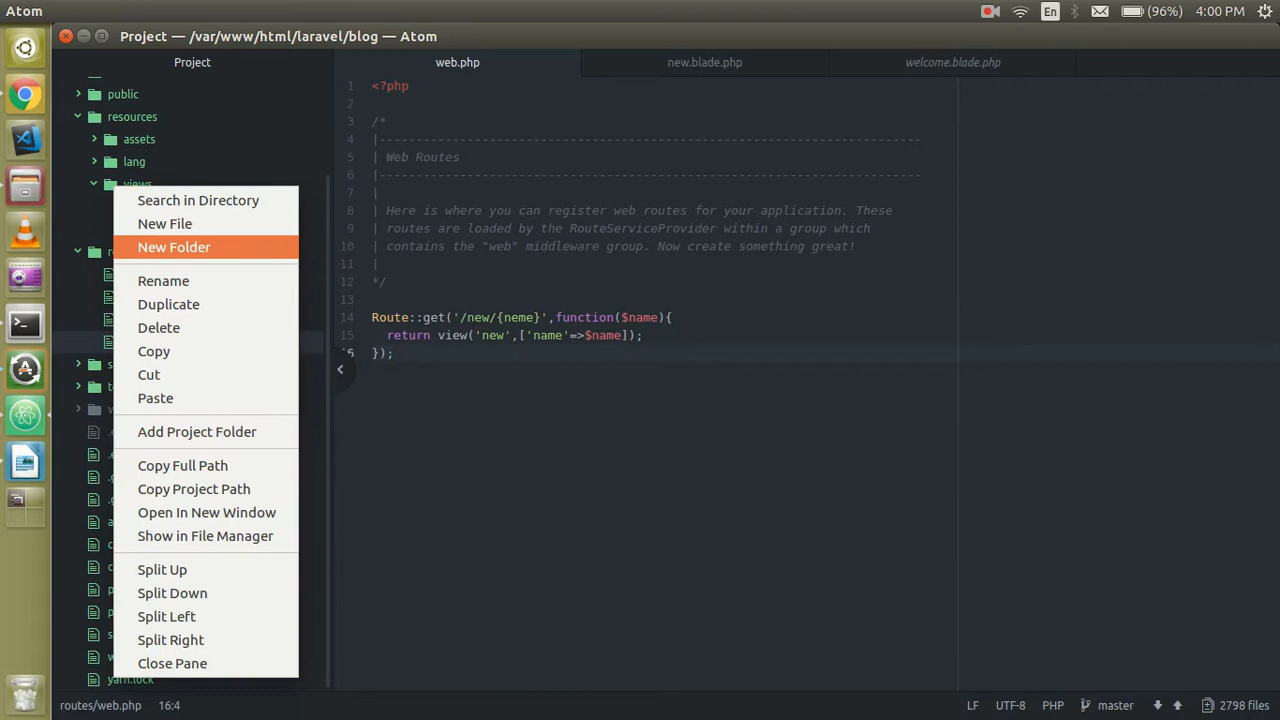 Atom
En
(96%)
4:00 PM
Project — /var/www/html/laravel/blog — Atom
Project
web.php
new.blade.php
welcome.blade.php
public
resources
assets
lang
views
yarn.lock
Search in Directory
New File
New Folder
Rename
Duplicate
Delete
Copy
Cut
Paste
Add Project Folder
Copy Full Path
Copy Project Path
Open In New Window
Show in File Manager
Split Up
Split Down
Split Left
Split Right
Close Pane
1 <?php
2
3 /*
4 |--------------------------------------------------------------------------
5 | Web Routes
6 |--------------------------------------------------------------------------
7 |
8 | Here is where you can register web routes for your application. These
9 | routes are loaded by the RouteServiceProvider within a group which
10 | contains the "web" middleware group. Now create something great!
11 |
12 */
13
14 Route::get('/new/{neme}',function($name){
15 return view('new',['name'=>$name]);
16 });
routes/web.php
16:4
LF
UTF-8
PHP
master
2798 files